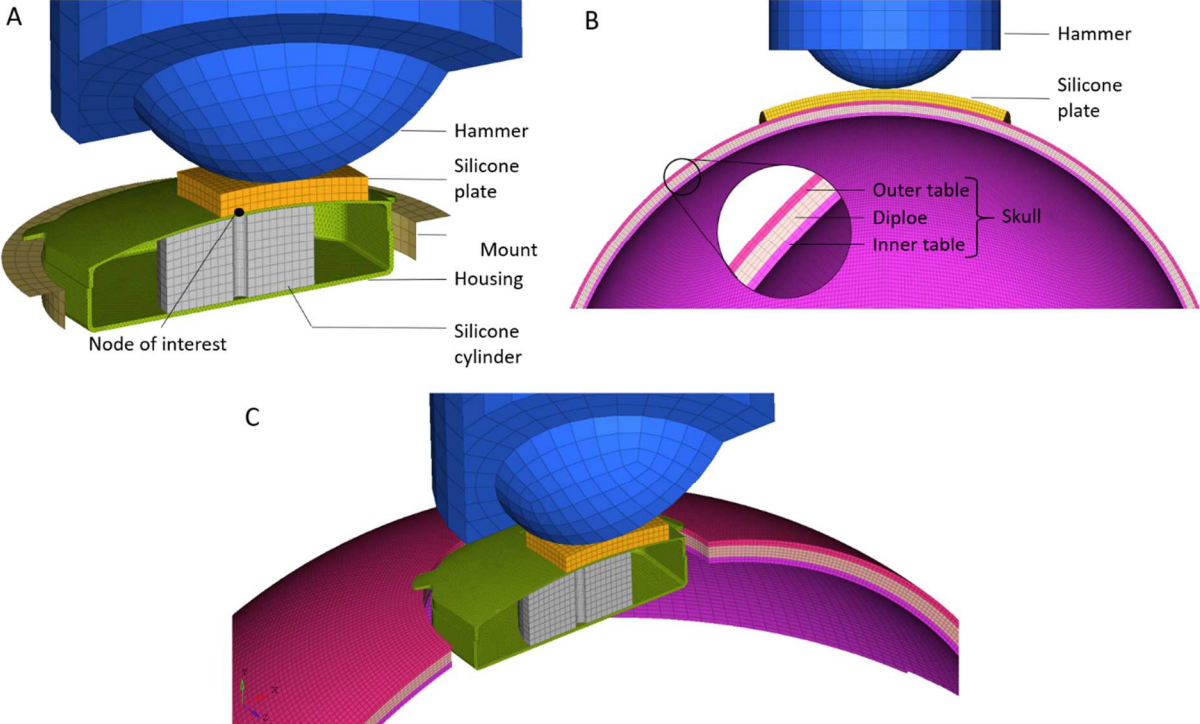 A
Hammer
Silicone
plate
Mount
Housing
Silicone
cylinder
Node of interest
B
Hammer
Silicone
plate
Outer table
Diploe
Inner table
Skull
C